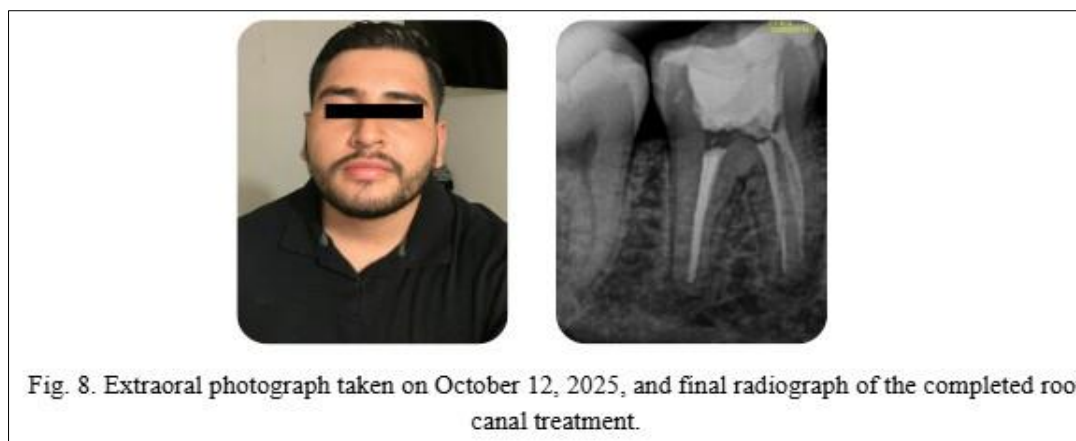 Fig. 8. Extraoral photograph taken on October 12, 2025, and final radiograph of the completed roo
canal treatment.